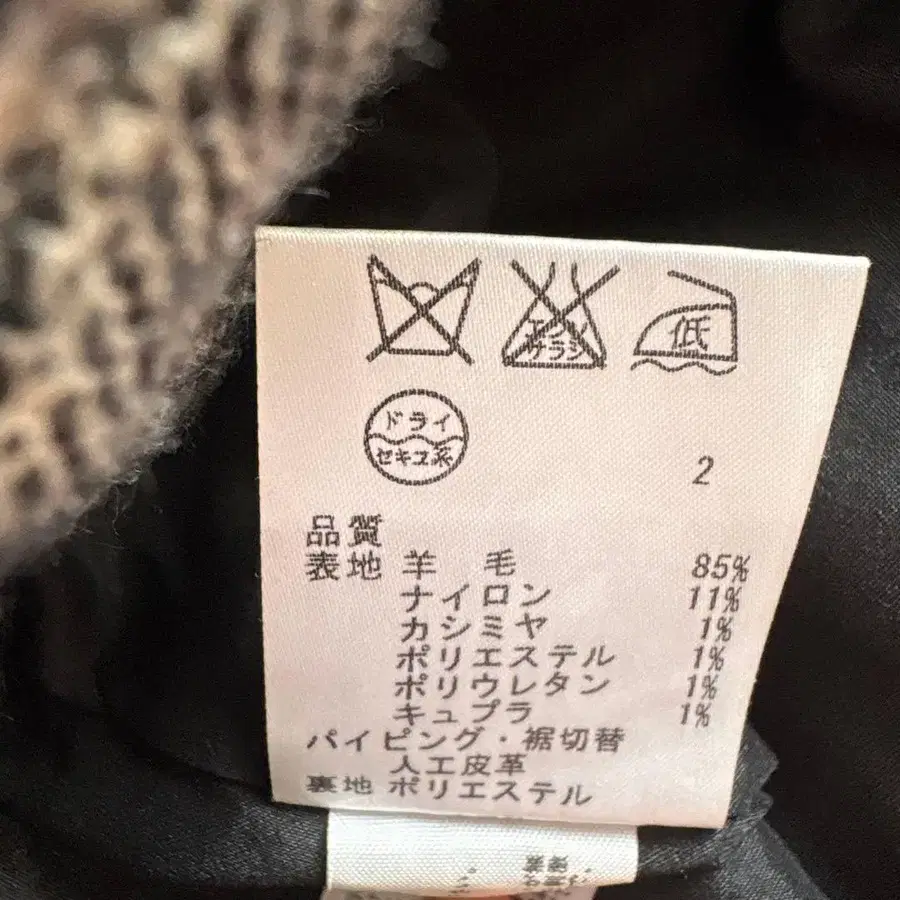 エンソ
サラシ
低
ドライ
セキユ系
2
品質
表地 羊 毛 85%
ナイロン 11%
カシミヤ 1%
ポリエステル 1%
ポリウレタン 1%
キュプラ 1%
パイピング・裾切替
人工皮革
裏地 ポリエステル